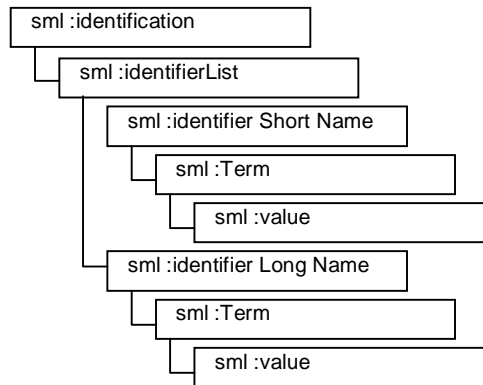 sml :identification
sml :identifierList
sml :identifier Short Name
sml :Term
sml :value
sml :identifier Long Name
sml :Term
sml :value